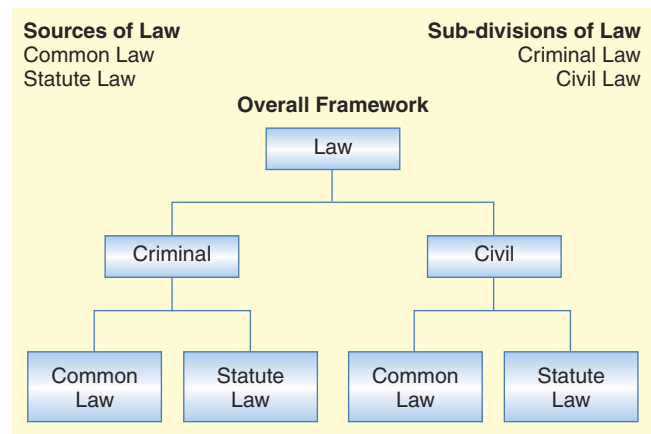 Sources of Law
Common Law
Statute Law
Sub-divisions of Law
Criminal Law
Civil Law
Overall Framework
Law
Criminal
Civil
Common
Law
Statute
Law
Common
Law
Statute
Law